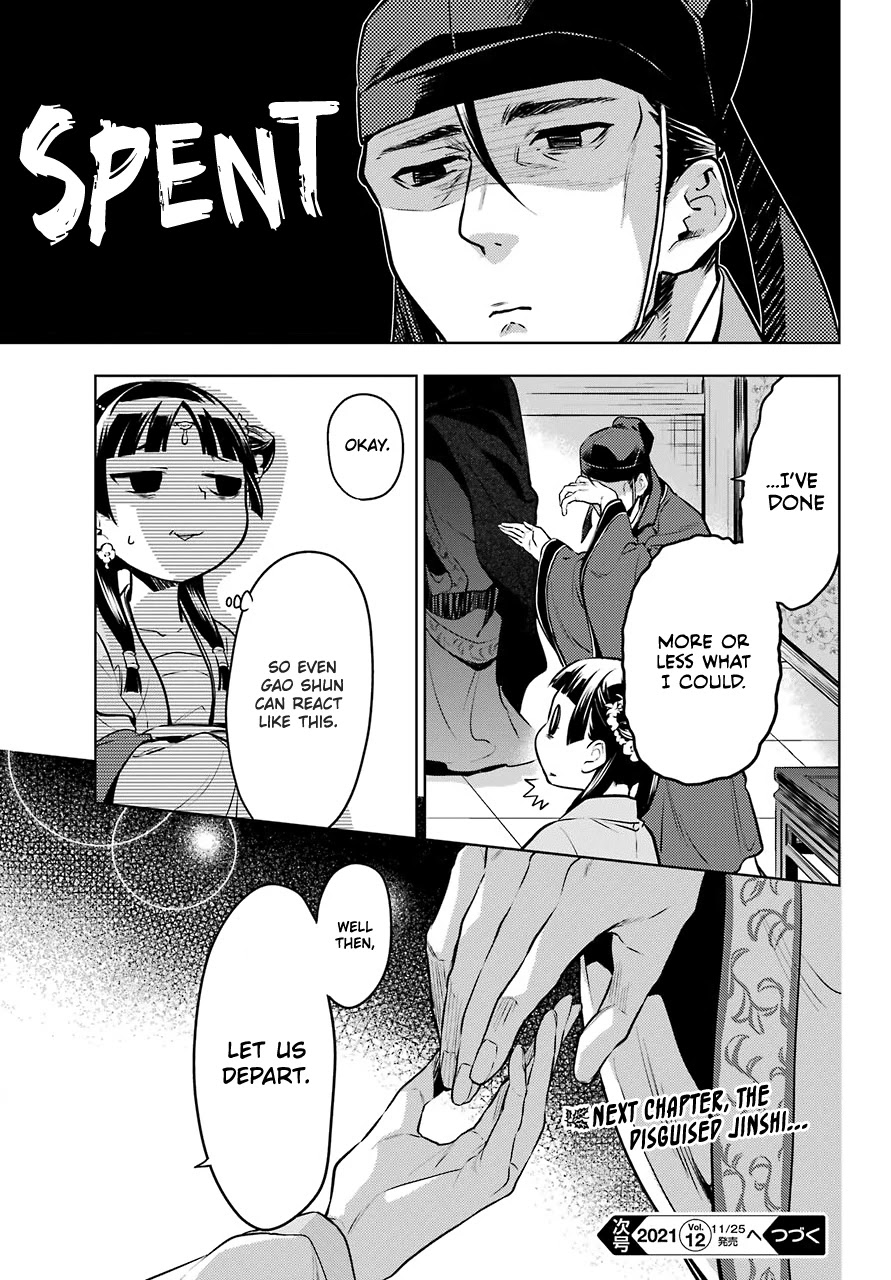 SPENT
...I'VE
DONE
MORE OR
LESS WHAT
I COULD.
OKAY.
SO EVEN
GAO SHUN
CAN REACT
LIKE THIS.
WELL
THEN,
LET US
DEPART.
NEXT CHAPTER, THE
DISGUISED JINSHI...
次号 2021 Vol.12 11/25発売 へ つづく